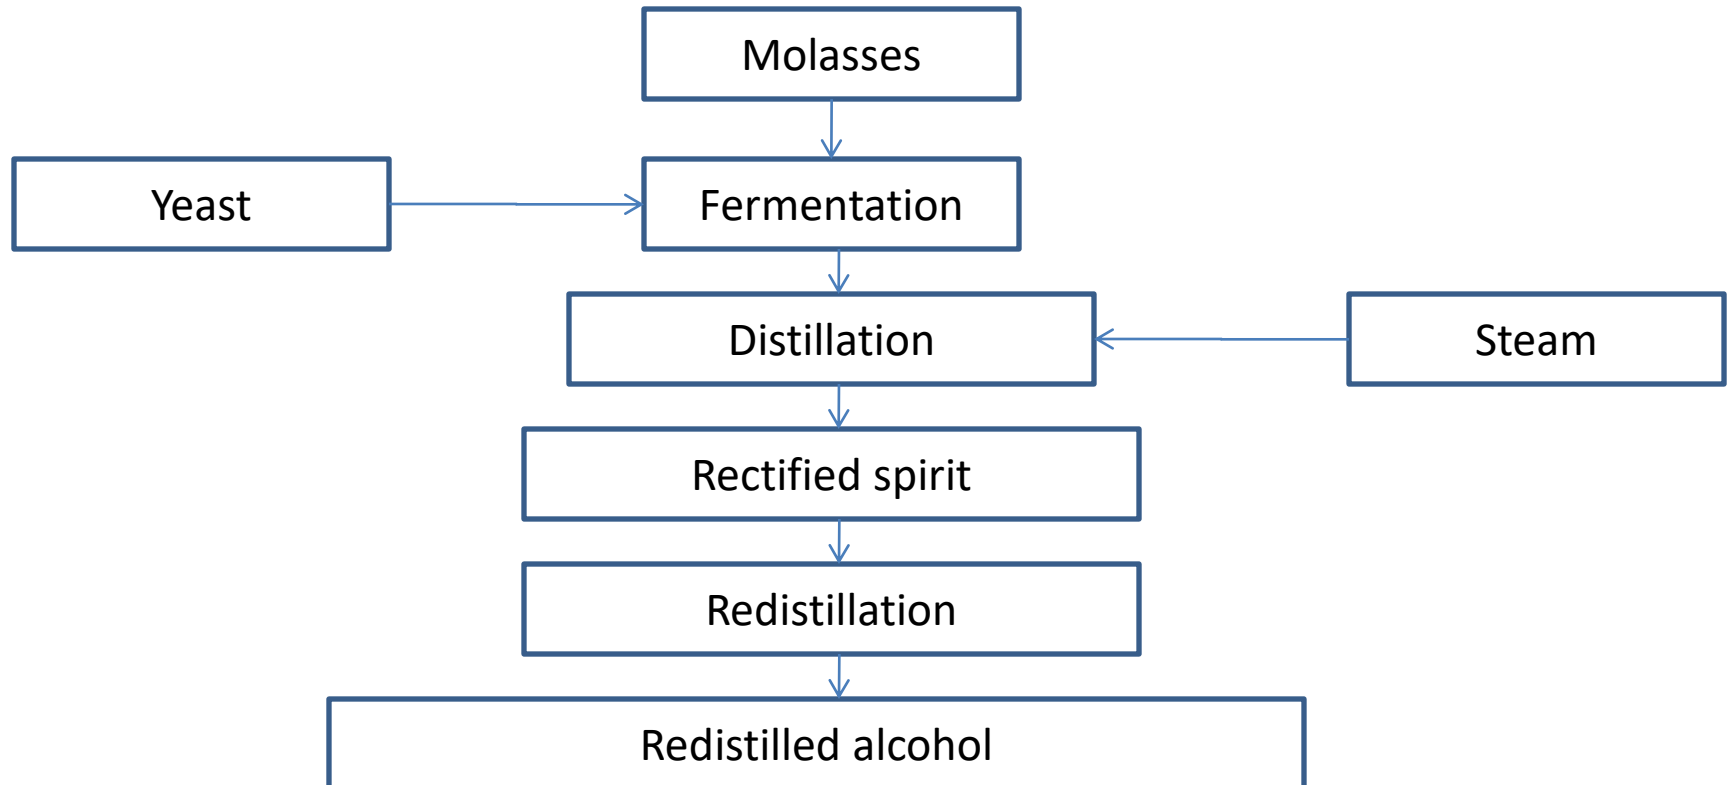 Molasses
Yeast
Fermentation
Distillation
Steam
Rectified spirit
Redistillation
Redistilled alcohol